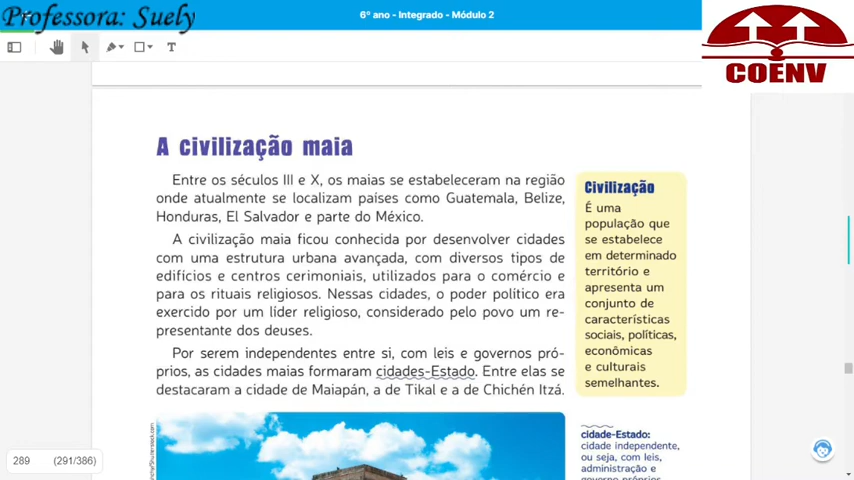 Professora: Suely
6º ano - Integrado - Módulo 2
COENV
T
A civilização maia
Entre os séculos III e X, os maias se estabeleceram na região
onde atualmente se localizam países como Guatemala, Belize,
Honduras, El Salvador e parte do México.
A civilização maia ficou conhecida por desenvolver cidades
com uma estrutura urbana avançada, com diversos tipos de
edifícios e centros cerimoniais, utilizados para o comércio e
para os rituais religiosos. Nessas cidades, o poder político era
exercido por um líder religioso, considerado pelo povo um re-
presentante dos deuses.
Por serem independentes entre si, com leis e governos pró-
prios, as cidades maias formaram cidades-Estado. Entre elas se
destacaram a cidade de Maiapán, a de Tikal e a de Chichén Itzá.
Civilização
É uma
população que
se estabelece
em determinado
território e
apresenta um
conjunto de
características
sociais, políticas,
econômicas
e culturais
semelhantes.
cidade-Estado:
cidade independente,
ou seja, com leis,
administração e
governo próprios
289 (291/386)